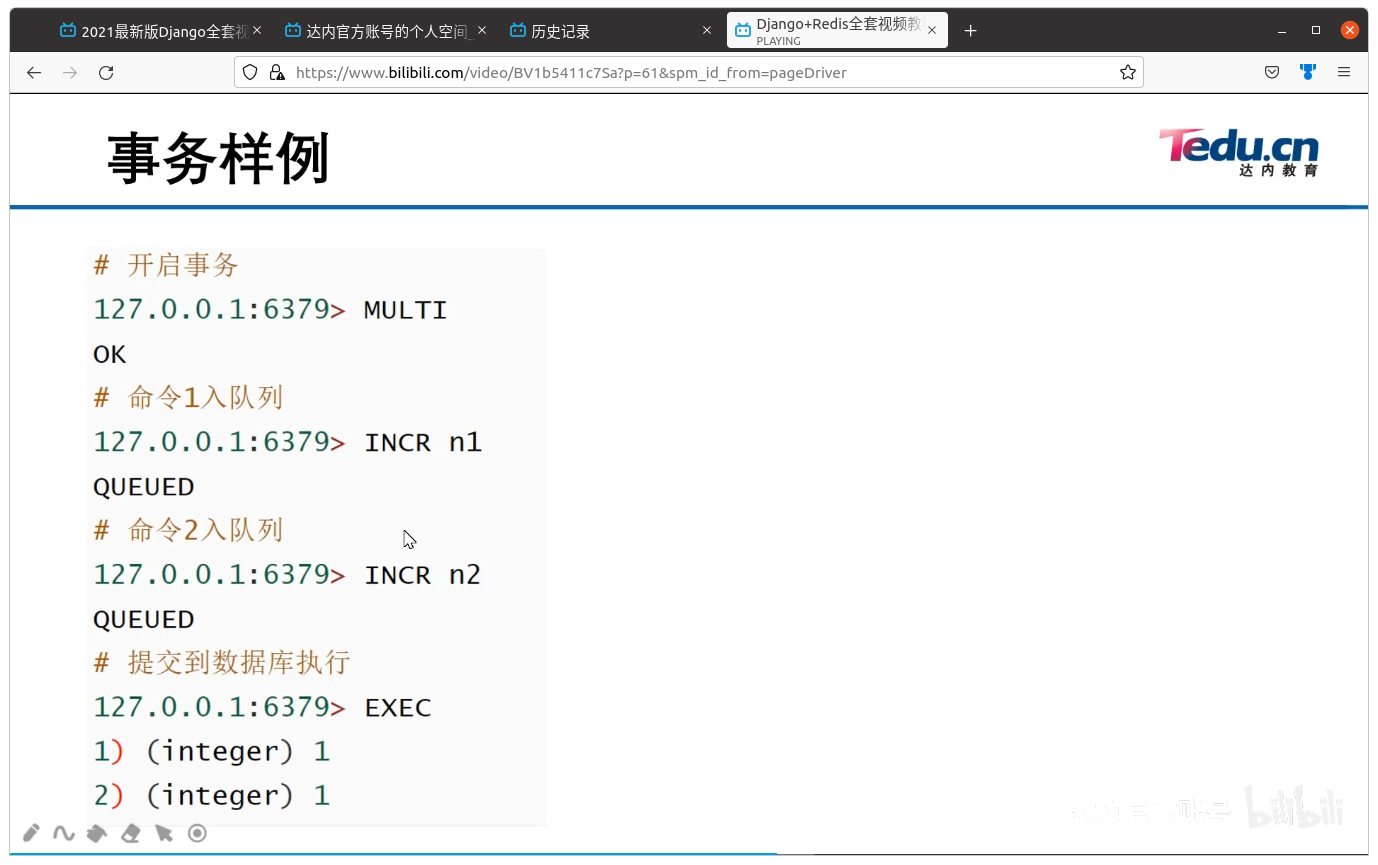 2021最新版Django全套视
达内官方账号的个人空间_
历史记录
Django+Redis全套视频教
PLAYING
https://www.bilibili.com/video/BV1b5411c7Sa?p=61&spm_id_from=pageDriver
事务样例
Tedu.cn
达内教育
# 开启事务
127.0.0.1:6379> MULTI
OK
# 命令1入队列
127.0.0.1:6379> INCR n1
QUEUED
# 命令2入队列
127.0.0.1:6379> INCR n2
QUEUED
# 提交到数据库执行
127.0.0.1:6379> EXEC
1) (integer) 1
2) (integer) 1
bilibili